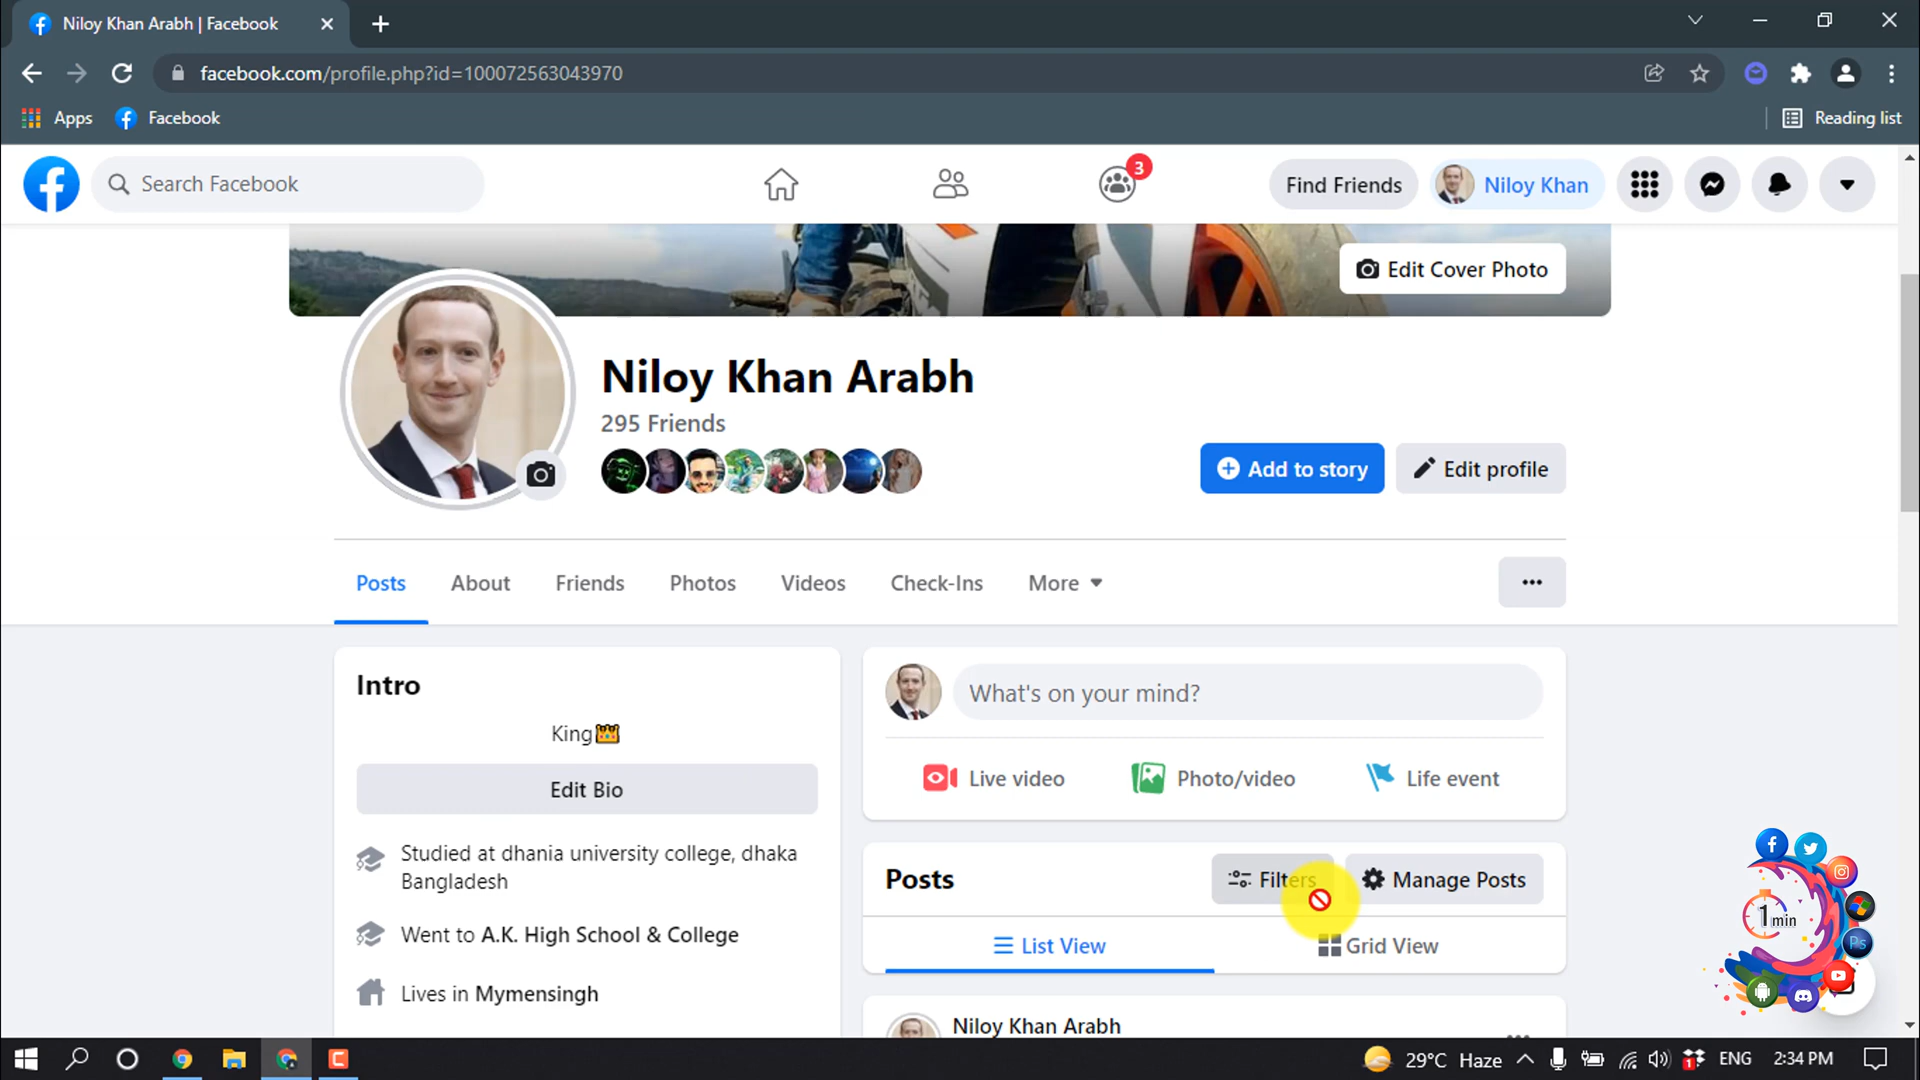 Niloy Khan Arabh | Facebook
facebook.com/profile.php?id=100072563043970
Apps
Facebook
Reading list
Search Facebook
3
Find Friends
Niloy Khan
Edit Cover Photo
Niloy Khan Arabh
295 Friends
Add to story
Edit profile
Posts
About
Friends
Photos
Videos
Check-Ins
More
Intro
King
Edit Bio
Studied at dhania university college, dhaka
Bangladesh
Went to A.K. High School & College
Lives in Mymensingh
What's on your mind?
Live video
Photo/video
Life event
Posts
Filters
Manage Posts
List View
Grid View
Niloy Khan Arabh
1 min
Ps
29°C Haze
1
ENG
2:34 PM